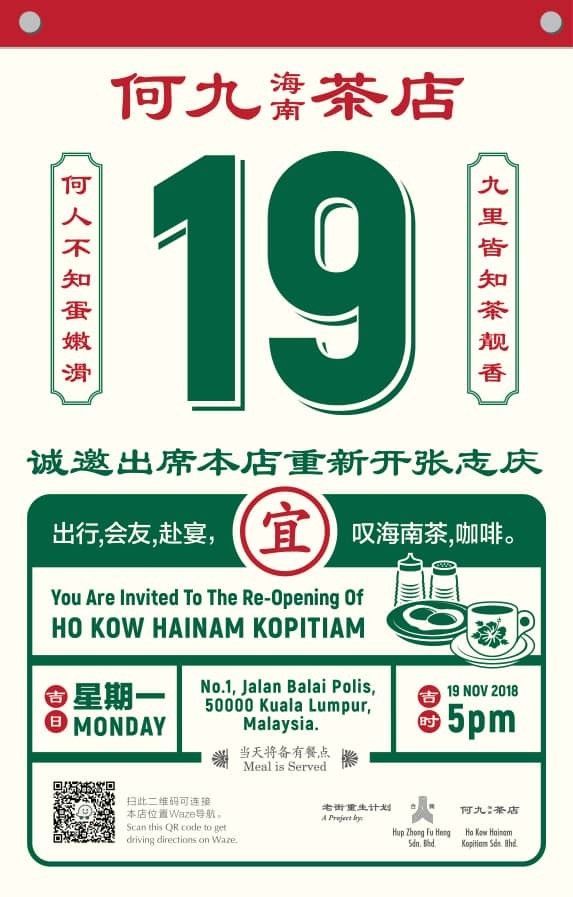 何九海南茶店
何人不知蛋嫩滑
19
九里皆知茶靓香
诚邀出席本店重新开张志庆
出行,会友,赴宴，
宜
叹海南茶,咖啡。
You Are Invited To The Re-Opening Of
HO KOW HAINAM KOPITIAM
吉日
星期一
MONDAY
No.1, Jalan Balai Polis,
50000 Kuala Lumpur,
Malaysia.
吉时
19 NOV 2018
5pm
当天将备有餐点
Meal is Served
扫此二维码可连接
本店位置Waze导航。
Scan this QR code to get
driving directions on Waze.
老街重生计划
A Project by:
Hup Zhong Fu Heng
Sdn. Bhd.
何九海南茶店
Ho Kow Hainam
Kopitiam Sdn. Bhd.